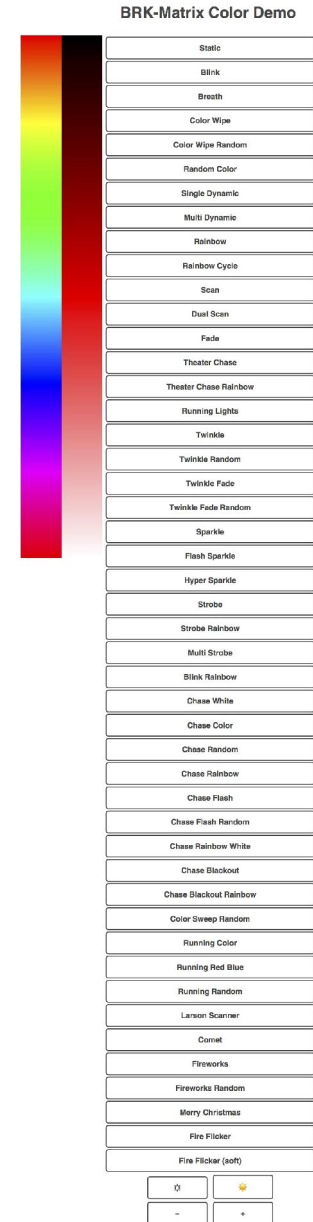 BRK-Matrix Color Demo
Static
Blink
Breath
Color Wipe
Color Wipe Random
Random Color
Single Dynamic
Multi Dynamic
Rainbow
Rainbow Cycle
Scan
Dual Scan
Fade
Theater Chase
Theater Chase Rainbow
Running Lights
Twinkle
Twinkle Random
Twinkle Fade
Twinkle Fade Random
Sparkle
Flash Sparkle
Hyper Sparkle
Strobe
Strobe Rainbow
Multi Strobe
Blink Rainbow
Chase White
Chase Color
Chase Random
Chase Rainbow
Chase Flash
Chase Flash Random
Chase Rainbow White
Chase Blackout
Chase Blackout Rainbow
Color Sweep Random
Running Color
Running Red Blue
Running Random
Larson Scanner
Comet
Fireworks
Fireworks Random
Merry Christmas
Fire Flicker
Fire Flicker (soft)
- +